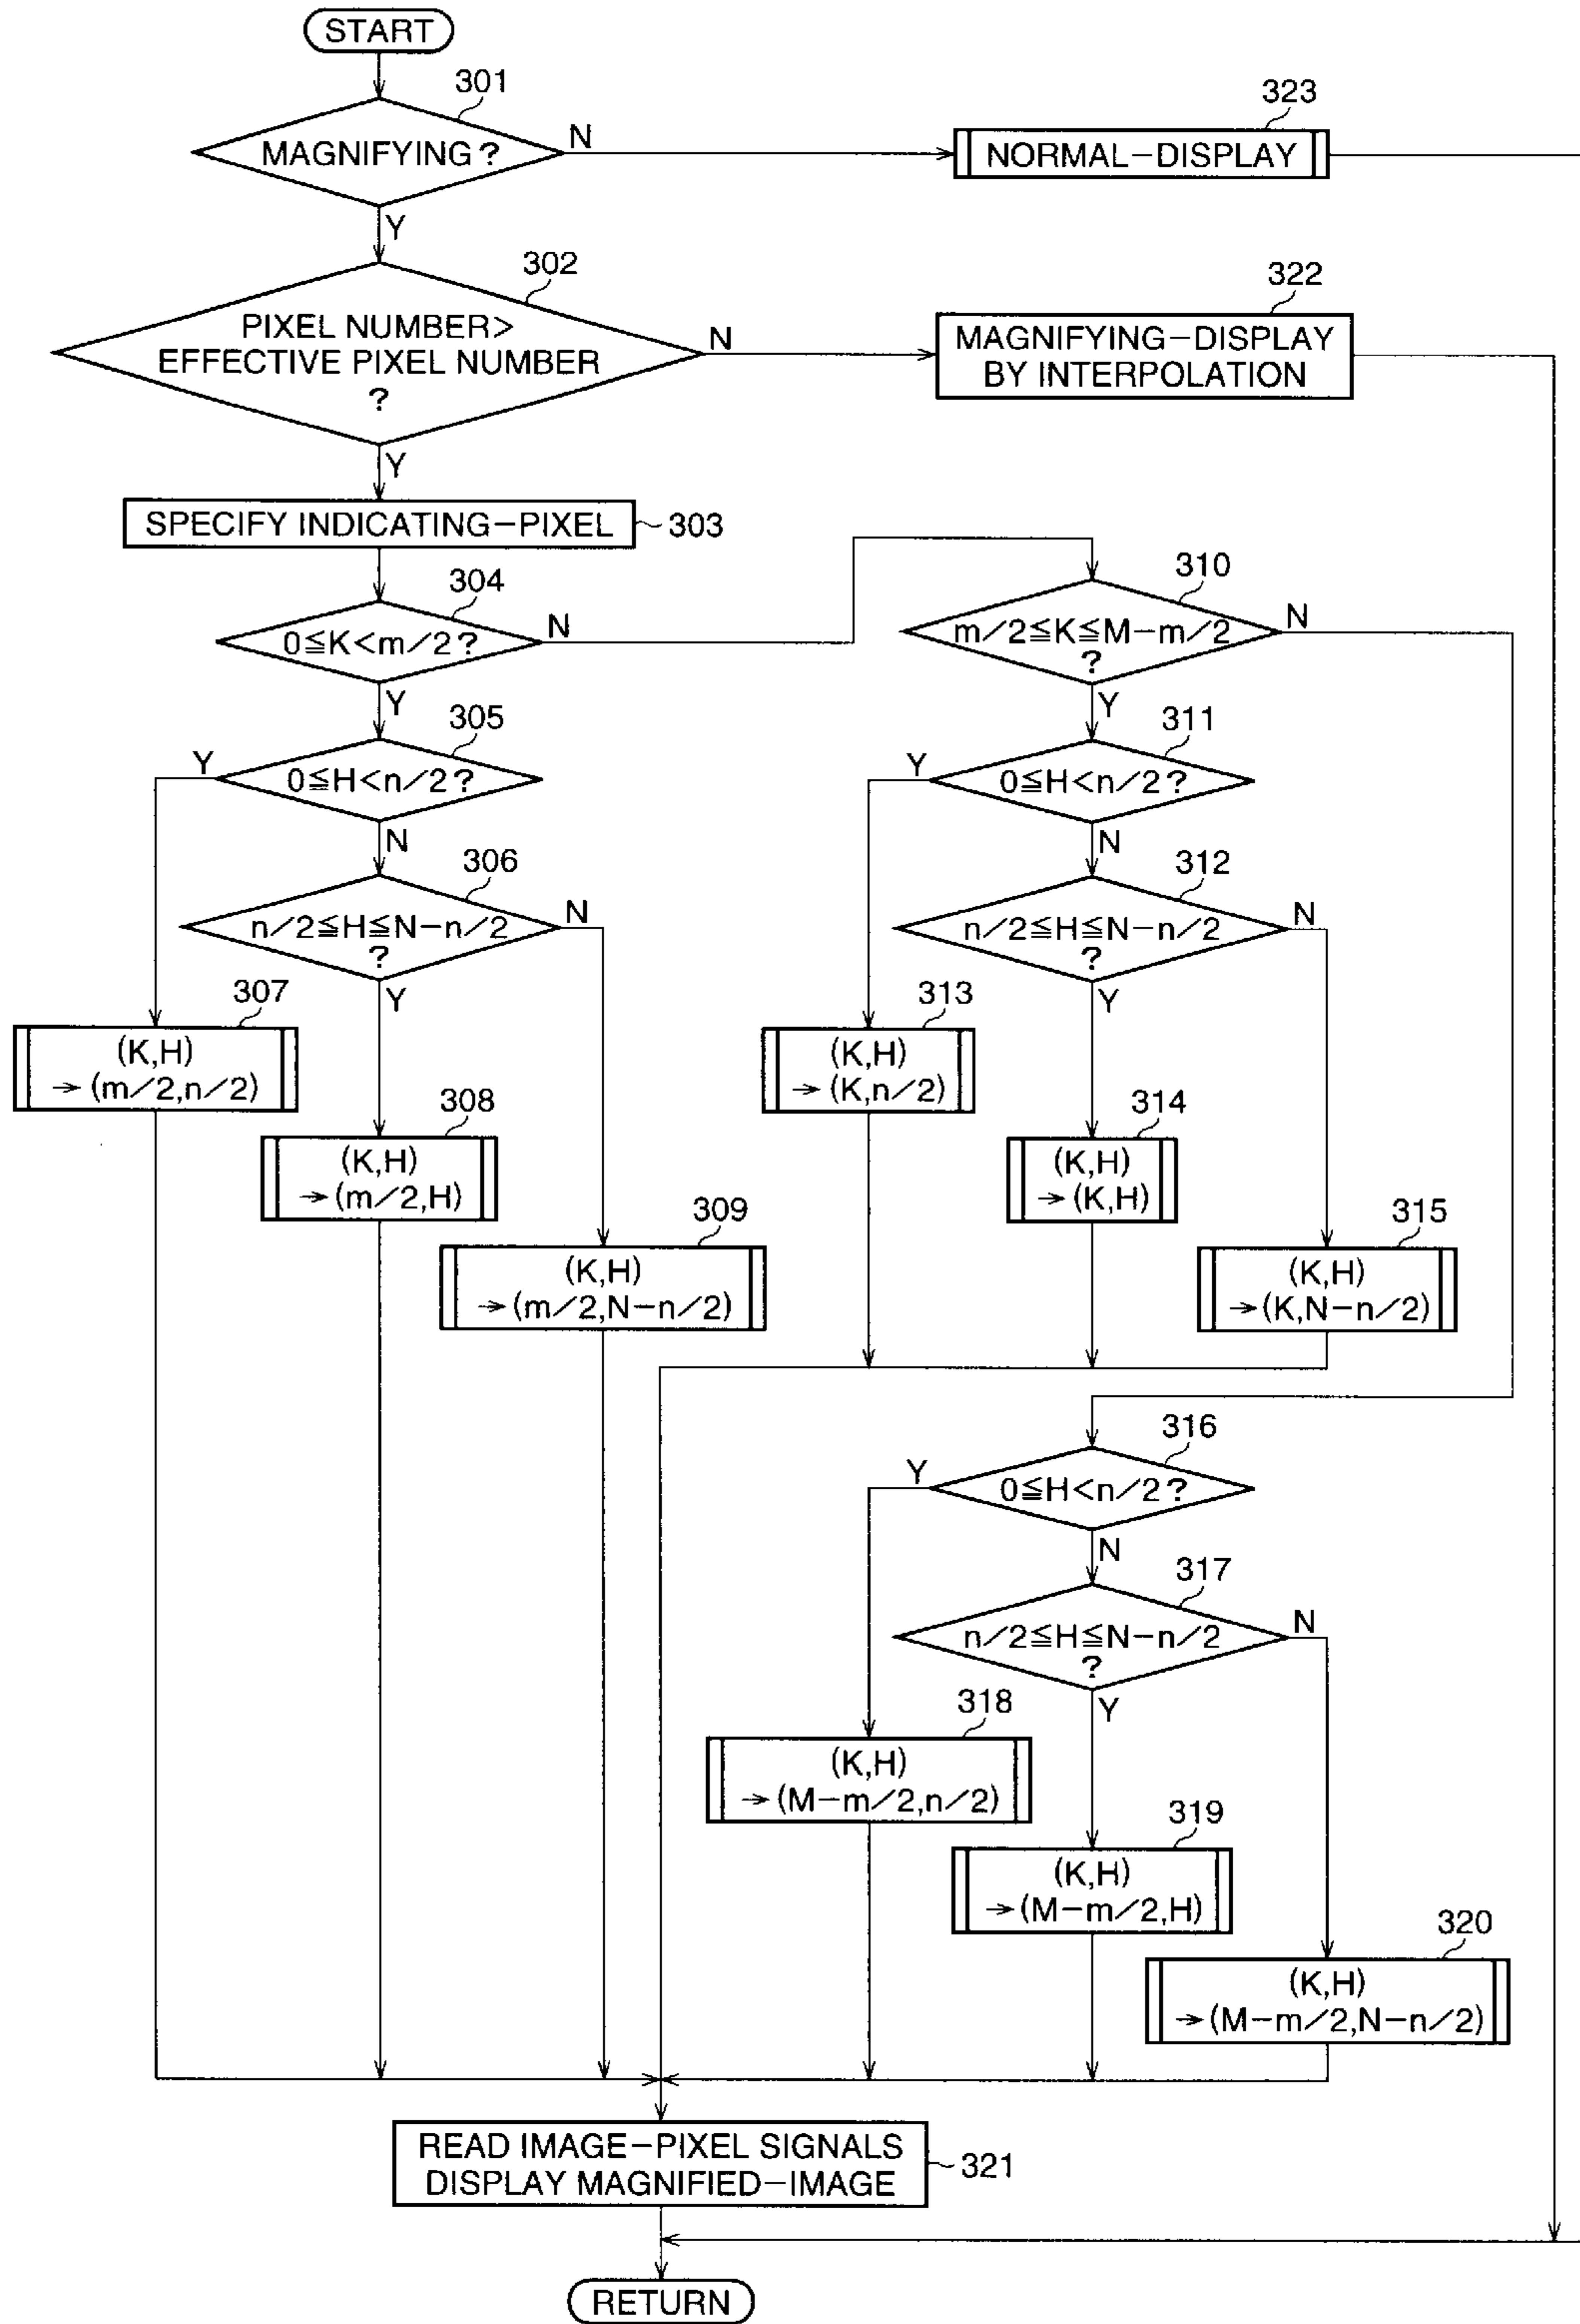 START
301
MAGNIFYING?
N
323
NORMAL-DISPLAY
Y
302
PIXEL NUMBER>
EFFECTIVE PIXEL NUMBER
?
N
322
MAGNIFYING-DISPLAY
BY INTERPOLATION
Y
SPECIFY INDICATING-PIXEL
303
304
0≦K<m/2?
N
310
m/2≦K≦M-m/2
?
N
Y
305
Y
0≦H<n/2?
N
306
n/2≦H≦N-n/2
?
N
Y
307
(K,H)
→(m/2,n/2)
308
(K,H)
→(m/2,H)
309
(K,H)
→(m/2,N-n/2)
Y
311
Y
0≦H<n/2?
N
312
n/2≦H≦N-n/2
?
N
Y
313
(K,H)
→(K,n/2)
314
(K,H)
→(K,H)
315
(K,H)
→(K,N-n/2)
316
Y
0≦H<n/2?
N
317
n/2≦H≦N-n/2
?
N
Y
318
(K,H)
→(M-m/2,n/2)
319
(K,H)
→(M-m/2,H)
320
(K,H)
→(M-m/2,N-n/2)
READ IMAGE-PIXEL SIGNALS
DISPLAY MAGNIFIED-IMAGE
321
RETURN